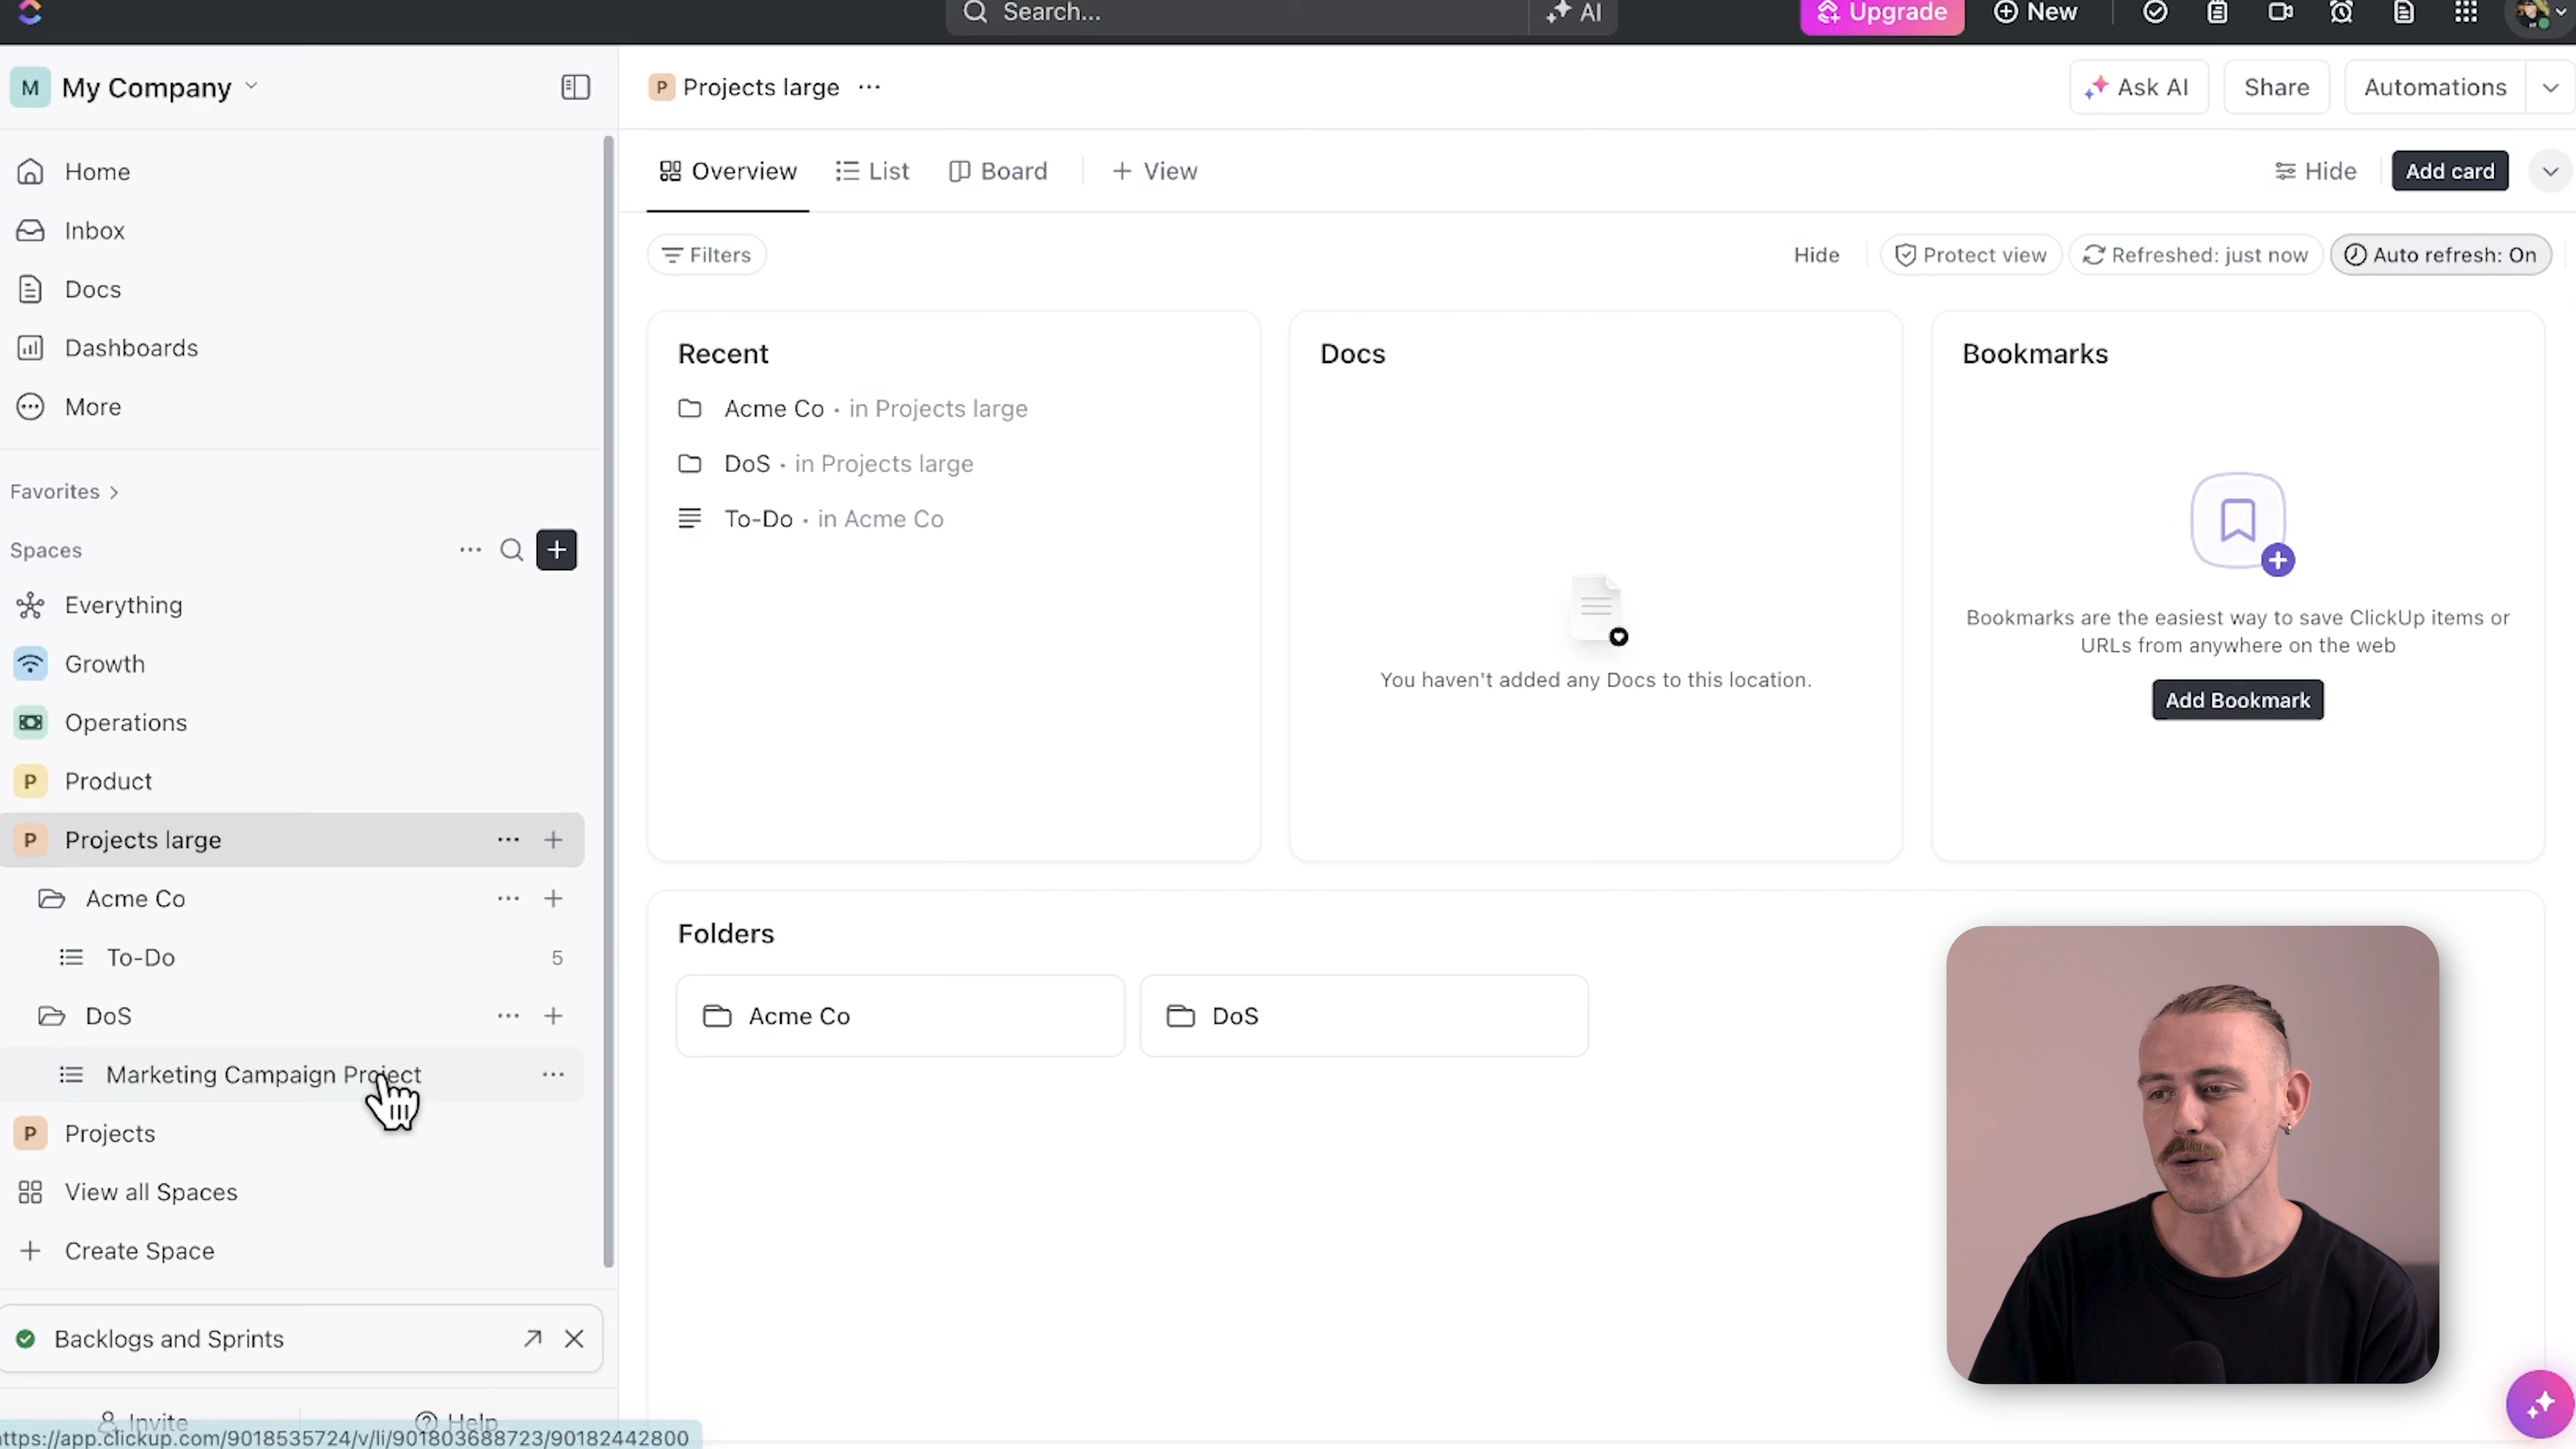 Search...
AI
Upgrade
New
M My Company
Projects large ...
Ask AI
Share
Automations
Home
Inbox
Docs
Dashboards
More
Favorites
Spaces
Everything
Growth
Operations
P Product
P Projects large
Acme Co
To-Do 5
DoS
Marketing Campaign Project
P Projects
View all Spaces
Create Space
Backlogs and Sprints
Invite
Help
ttps://app.clickup.com/9018535724/v/li/901803688723/90182442800
Overview
List
Board
+ View
Hide
Add card
Filters
Hide
Protect view
Refreshed: just now
Auto refresh: On
Recent
Acme Co • in Projects large
DoS • in Projects large
To-Do • in Acme Co
Docs
You haven't added any Docs to this location.
Bookmarks
Bookmarks are the easiest way to save ClickUp items or
URLs from anywhere on the web
Add Bookmark
Folders
Acme Co
DoS